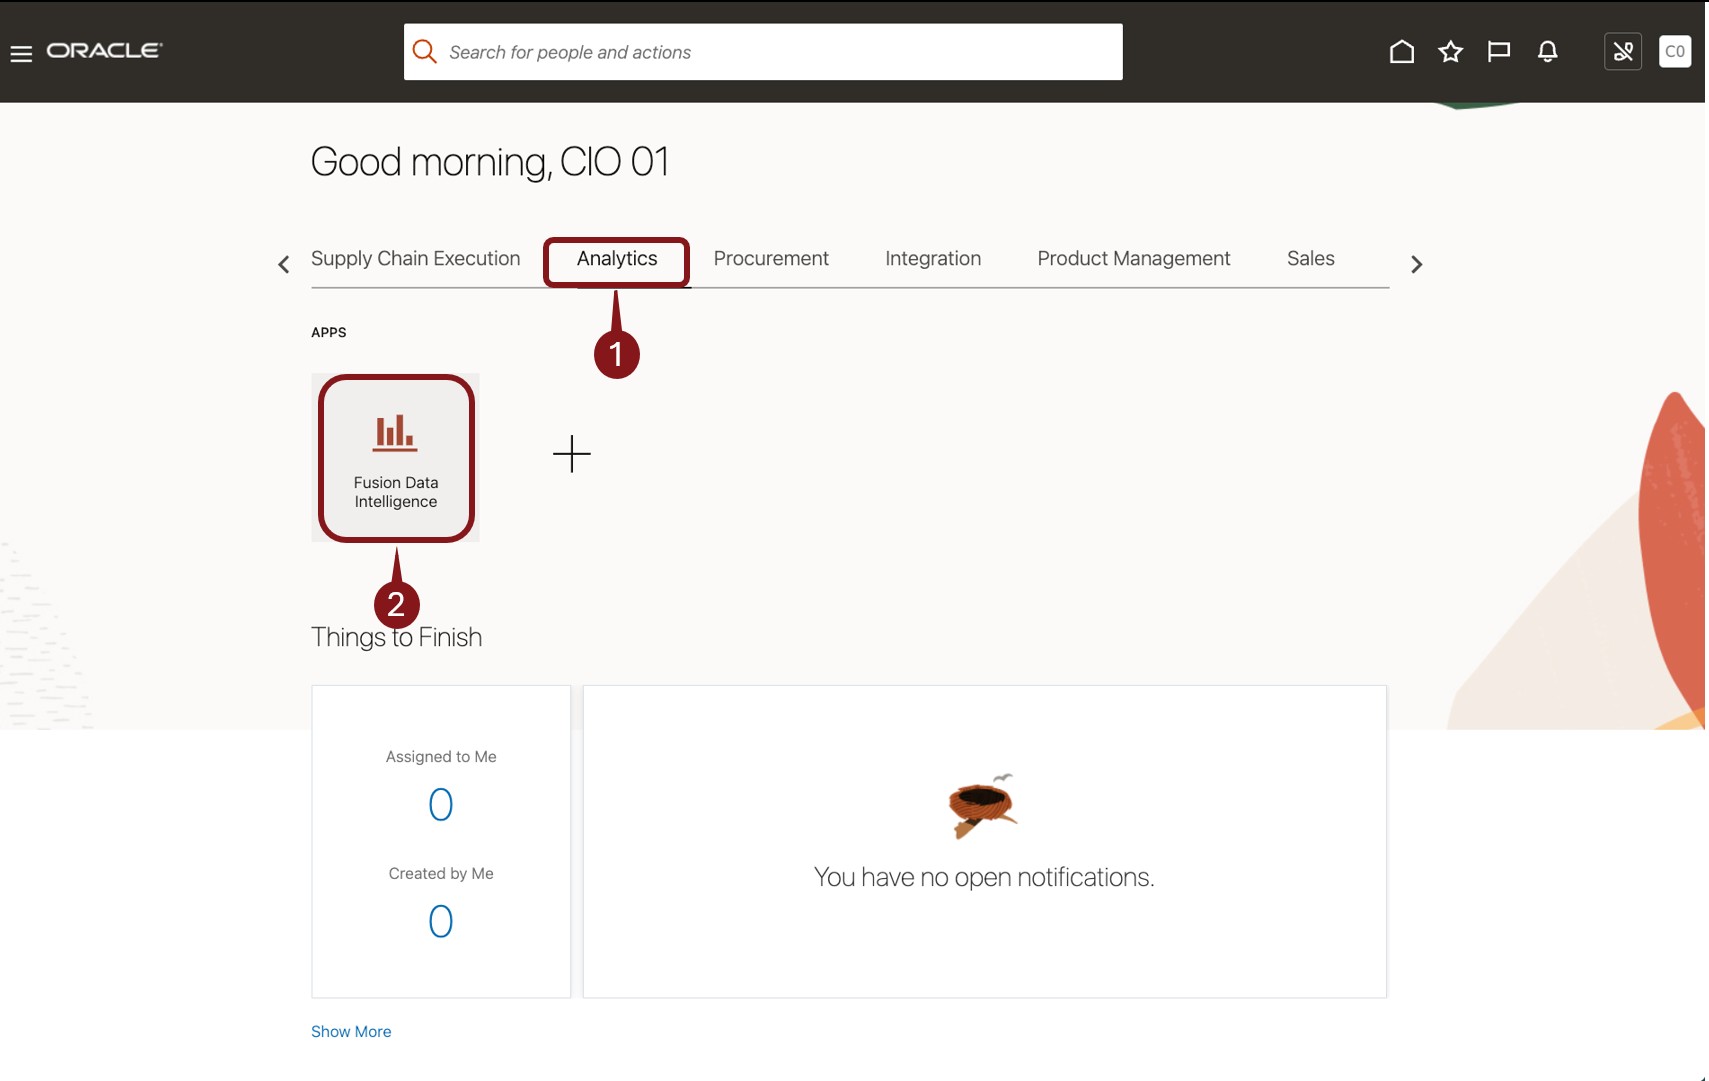 ORACLE
Search for people and actions
C0
Good morning, CIO 01
Supply Chain Execution Analytics Procurement Integration Product Management Sales
1
APPS
Fusion Data
Intelligence
2
Things to Finish
Assigned to Me
0
Created by Me
0
You have no open notifications.
Show More